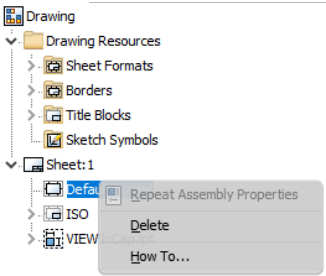 Drawing
Drawing Resources
Sheet Formats
Borders
Title Blocks
Sketch Symbols
Sheet:1
Repeat Assembly Properties
ISO
Delete
VIEW
How To...